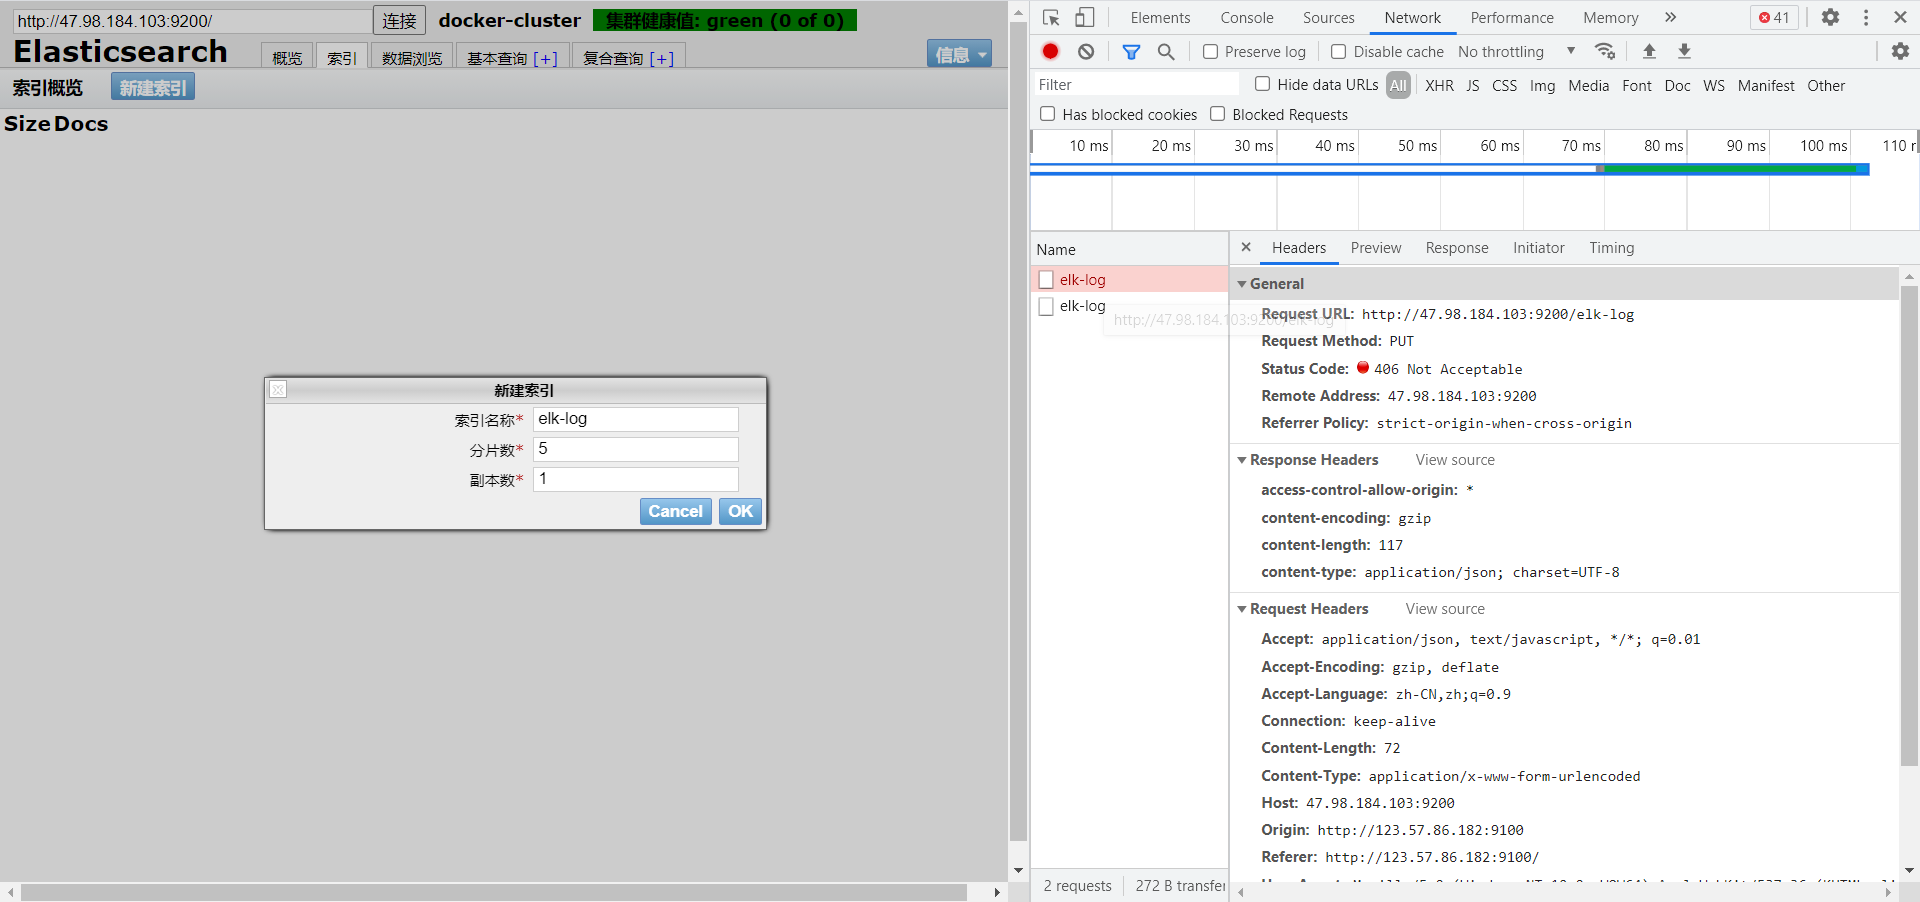 http://47.98.184.103:9200/
连接
docker-cluster
集群健康值: green (0 of 0)
Elasticsearch
概览
索引
数据浏览
基本查询 [+]
复合查询 [+]
信息
索引概览
新建索引
Size Docs
新建索引
索引名称*
elk-log
分片数*
5
副本数*
1
Cancel
OK
Elements
Console
Sources
Network
Performance
Memory
41
Preserve log
Disable cache
No throttling
Filter
Hide data URLs
All
XHR
JS
CSS
Img
Media
Font
Doc
WS
Manifest
Other
Has blocked cookies
Blocked Requests
10 ms
20 ms
30 ms
40 ms
50 ms
60 ms
70 ms
80 ms
90 ms
100 ms
110 r
Name
elk-log
elk-log
http://47.98.184.103:9200/elk-log
2 requests
272 B transfer
Headers
Preview
Response
Initiator
Timing
General
Request URL: http://47.98.184.103:9200/elk-log
Request Method: PUT
Status Code: 406 Not Acceptable
Remote Address: 47.98.184.103:9200
Referrer Policy: strict-origin-when-cross-origin
Response Headers
View source
access-control-allow-origin: *
content-encoding: gzip
content-length: 117
content-type: application/json; charset=UTF-8
Request Headers
View source
Accept: application/json, text/javascript, */*; q=0.01
Accept-Encoding: gzip, deflate
Accept-Language: zh-CN,zh;q=0.9
Connection: keep-alive
Content-Length: 72
Content-Type: application/x-www-form-urlencoded
Host: 47.98.184.103:9200
Origin: http://123.57.86.182:9100
Referer: http://123.57.86.182:9100/